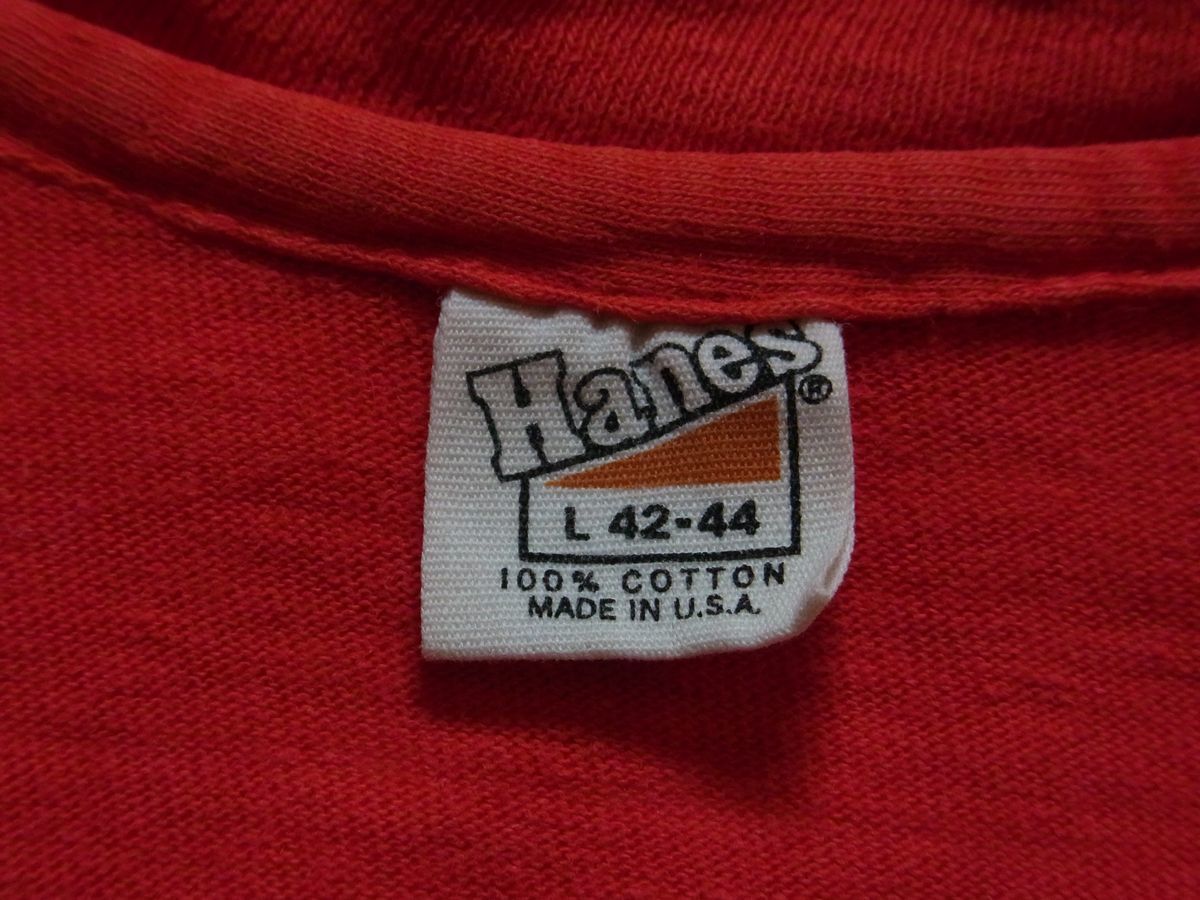 Hanes®
L 42-44
100% COTTON
MADE IN U.S.A.